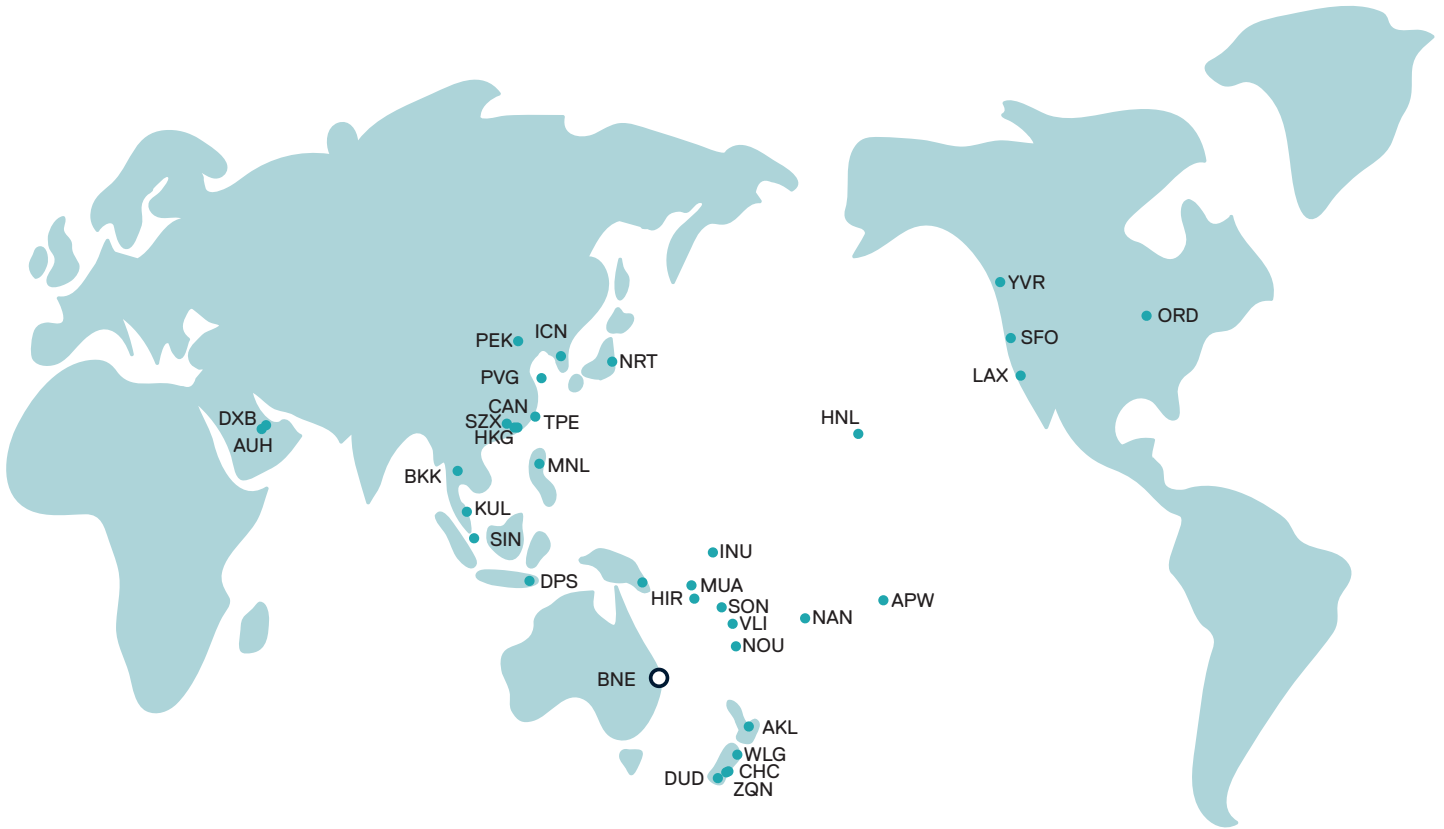 YVR
ORD
ICN
SFO
PEK
NRT
LAX
PVG
CAN
HNL
DXB
SZX
TPE
HKG
AUH
MNL
BKK
KUL
SIN
INU
DPS
MUA
HIR
APW
SON
NAN
VLI
NOU
BNE
AKL
WLG
CHC
DUD
ZQN